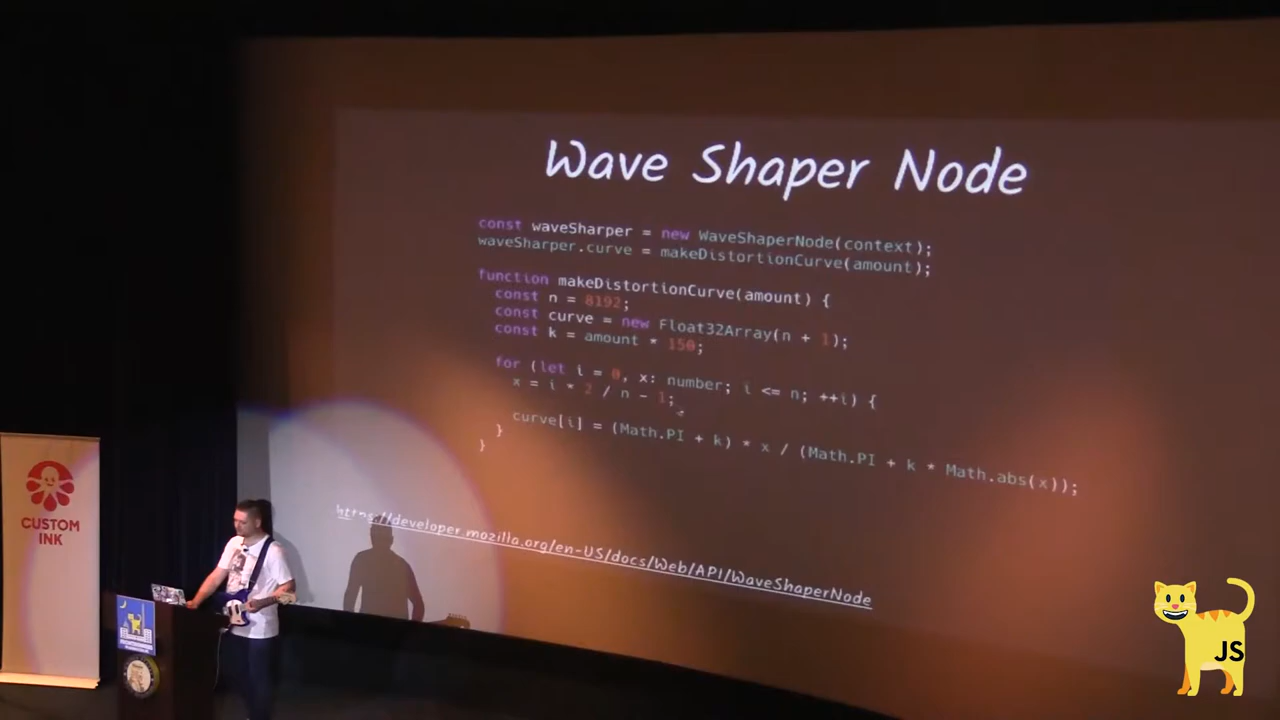 Wave Shaper Node
const waveSharper = new WaveShaperNode(context);
waveSharper.curve = makeDistortionCurve(amount);
function makeDistortionCurve(amount) {
const n = 8192;
const curve = new Float32Array(n + 1);
const k = amount * 150;
for (let i = 0, x: number; i <= n; ++i) {
x = i * 2 / n - 1;
curve[i] = (Math.PI + k) * x / (Math.PI + k * Math.abs(x));
}
}
https://developer.mozilla.org/en-US/docs/Web/API/WaveShaperNode
CUSTOM
INK
JS